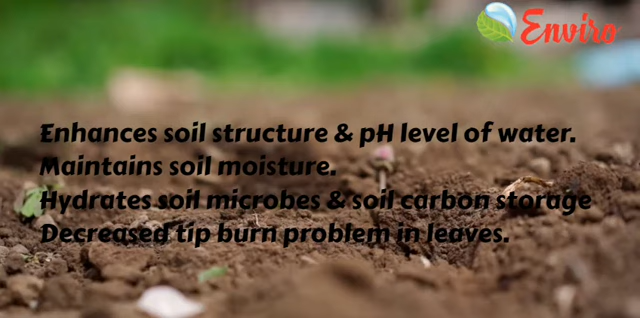 Enviro
Enhances soil structure & pH level of water.
Maintains soil moisture.
Hydrates soil microbes & soil carbon storage
Decreased tip burn problem in leaves.